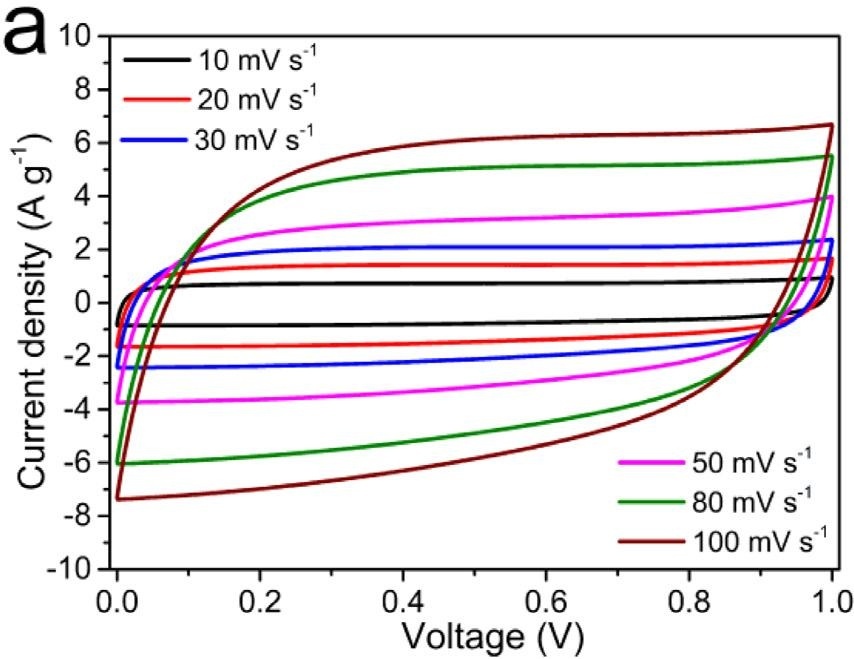 a
10
8
6
4
2
0
-2
-4
-6
-8
-10
Current density (A g⁻¹)
10 mV s⁻¹
20 mV s⁻¹
30 mV s⁻¹
50 mV s⁻¹
80 mV s⁻¹
100 mV s⁻¹
0.0 0.2 0.4 0.6 0.8 1.0
Voltage (V)